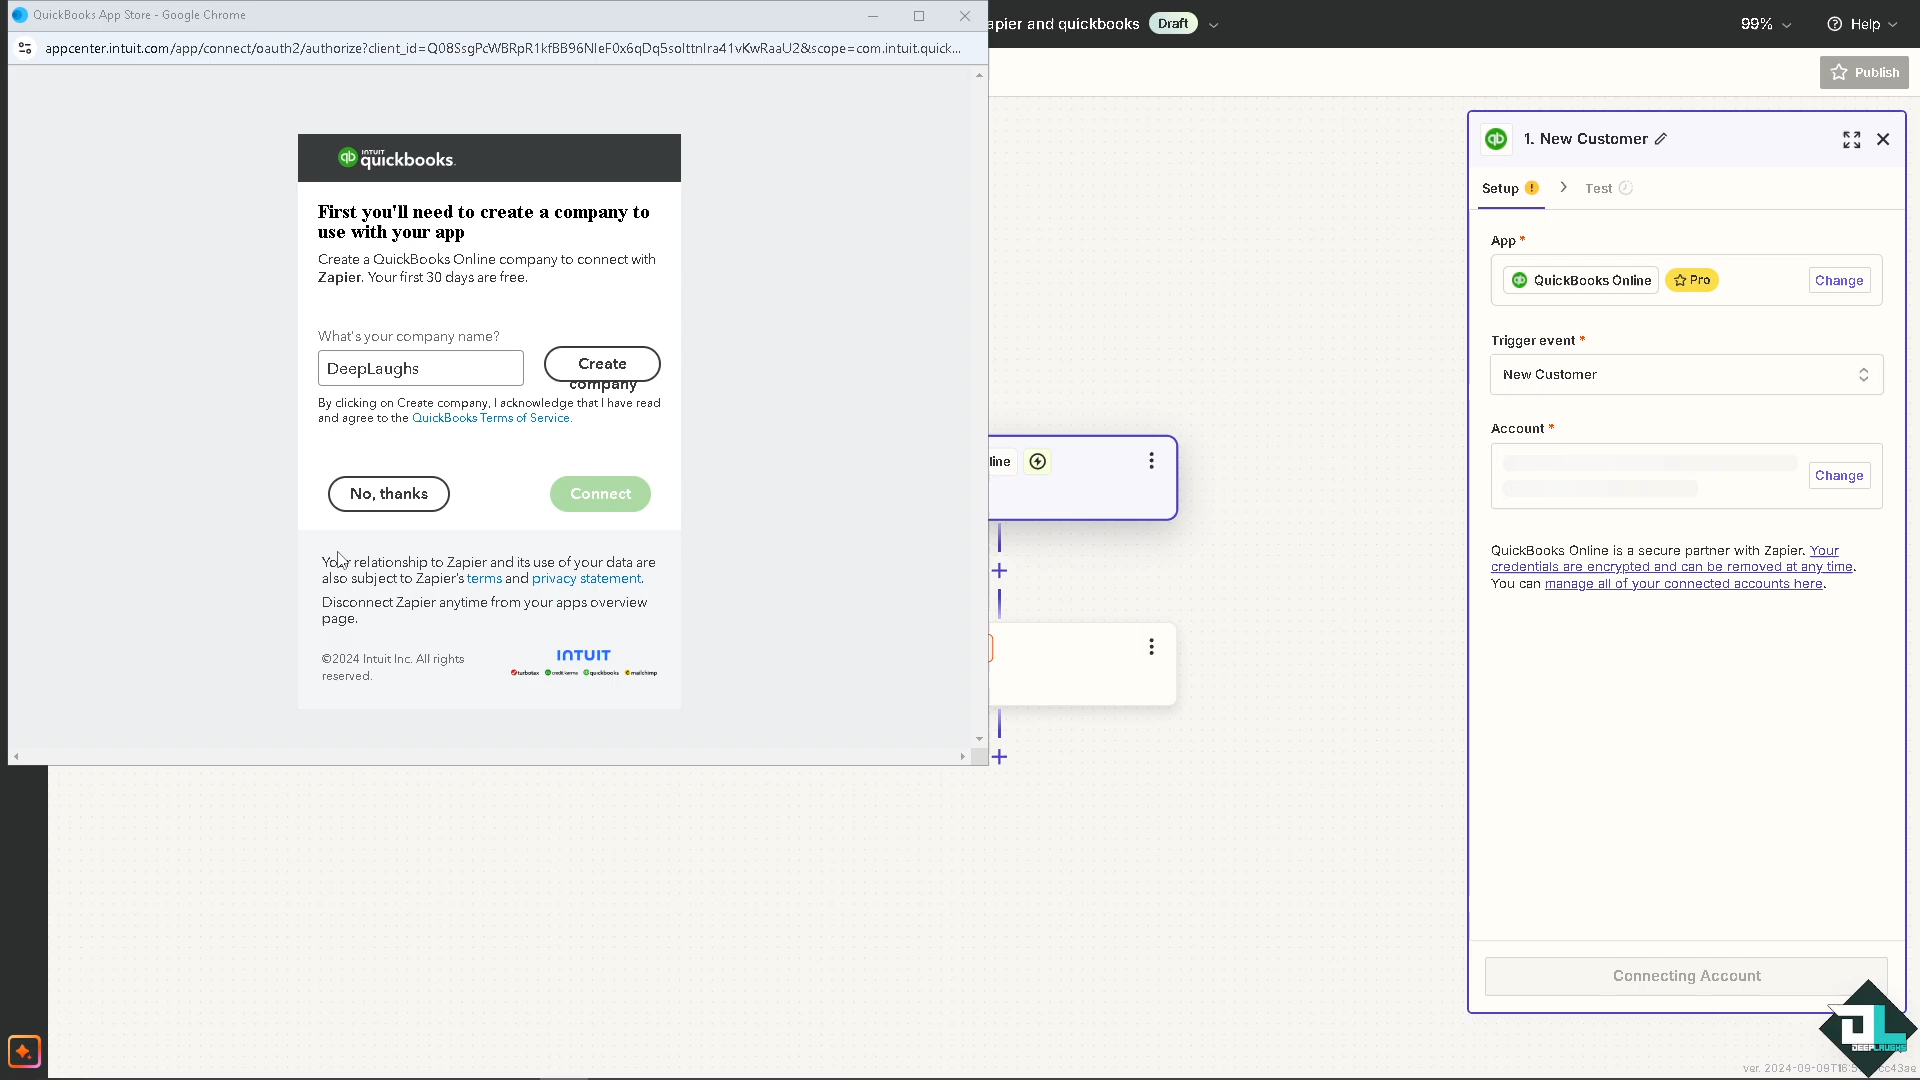 QuickBooks App Store - Google Chrome
appcenter.intuit.com/app/connect/oauth2/authorize?client_id=Q08SsgPcWBRpR1kfBB96NIeF0x6qDq5soIttnIra41vKwRaaU2&scope=com.intuit.quick...
apier and quickbooks
Draft
99%
Help
Publish
INTUIT
quickbooks.
First you'll need to create a company to
use with your app
Create a QuickBooks Online company to connect with
Zapier. Your first 30 days are free.
What's your company name?
DeepLaughs
Create
company
By clicking on Create company, I acknowledge that I have read
and agree to the QuickBooks Terms of Service.
No, thanks
Connect
Your relationship to Zapier and its use of your data are
also subject to Zapier's terms and privacy statement.
Disconnect Zapier anytime from your apps overview
page.
©2024 Intuit Inc. All rights
reserved.
INTUIT
turbotax creditkarma quickbooks mailchimp
line
1. New Customer
Setup
Test
App *
QuickBooks Online
Pro
Change
Trigger event *
New Customer
Account *
Change
QuickBooks Online is a secure partner with Zapier. Your
credentials are encrypted and can be removed at any time.
You can manage all of your connected accounts here.
Connecting Account
DEEPLAUGHS